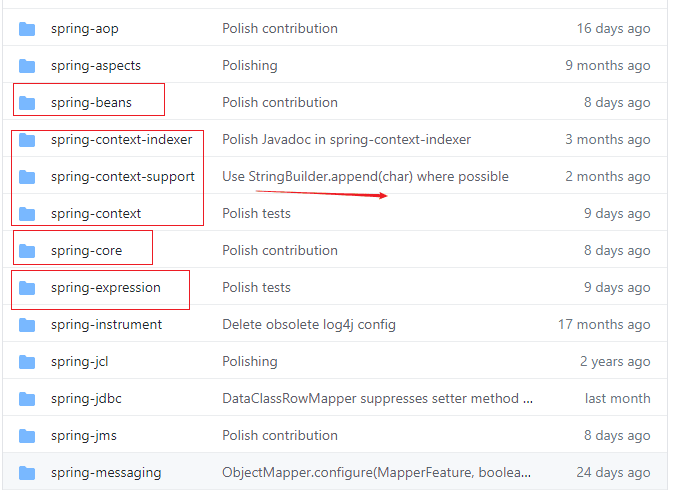 spring-aop Polish contribution 16 days ago
spring-aspects Polishing 9 months ago
spring-beans Polish contribution 8 days ago
spring-context-indexer Polish Javadoc in spring-context-indexer 3 months ago
spring-context-support Use StringBuilder.append(char) where possible 2 months ago
spring-context Polish tests 9 days ago
spring-core Polish contribution 8 days ago
spring-expression Polish tests 9 days ago
spring-instrument Delete obsolete log4j config 17 months ago
spring-jcl Polishing 2 years ago
spring-jdbc DataClassRowMapper suppresses setter method ... last month
spring-jms Polish contribution 8 days ago
spring-messaging ObjectMapper.configure(MapperFeature, boolea... 24 days ago